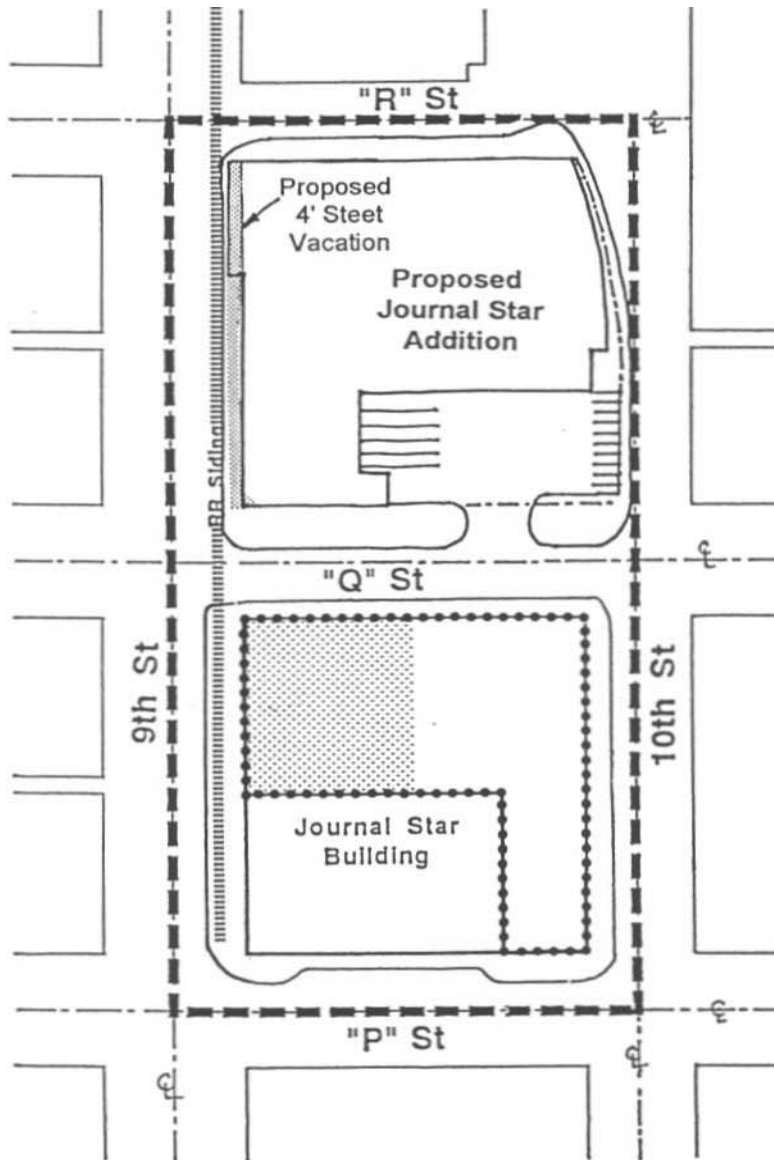 "R" St
Proposed
4' Steet
Vacation
Proposed
Journal Star
Addition
RR Siding
"Q" St
9th St
10th St
Journal Star
Building
"P" St